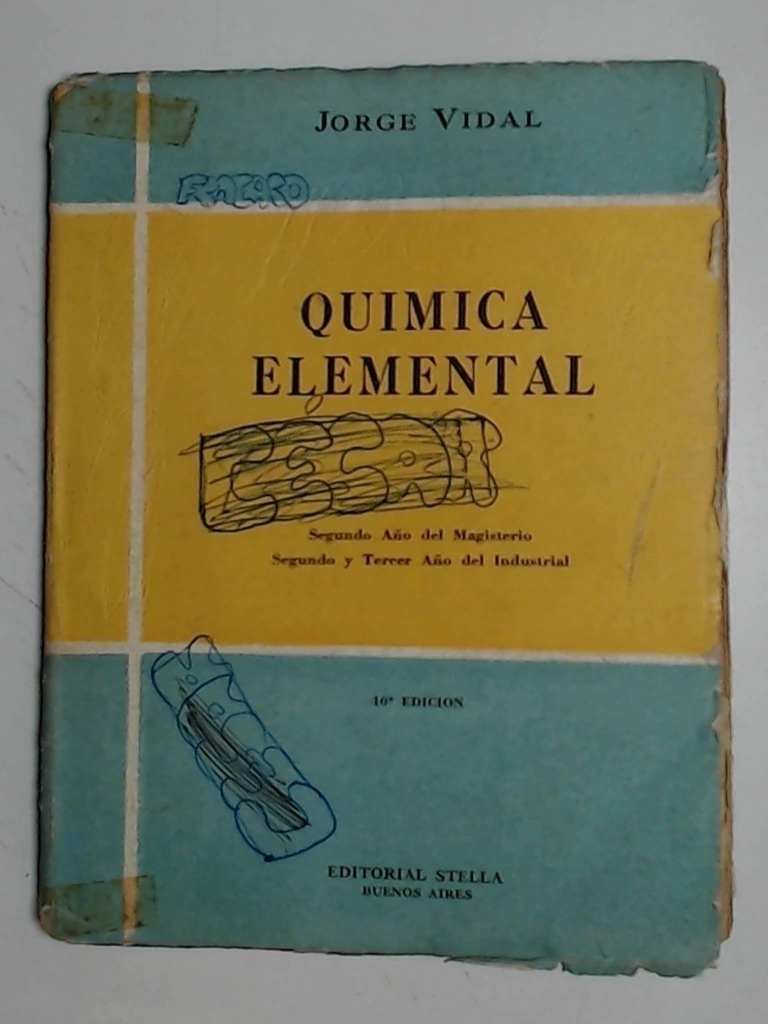 JORGE VIDAL
QUIMICA
ELEMENTAL
CESAR
Segundo Año del Magisterio
Segundo y Tercer Año del Industrial
10ª EDICION
EDITORIAL STELLA
BUENOS AIRES